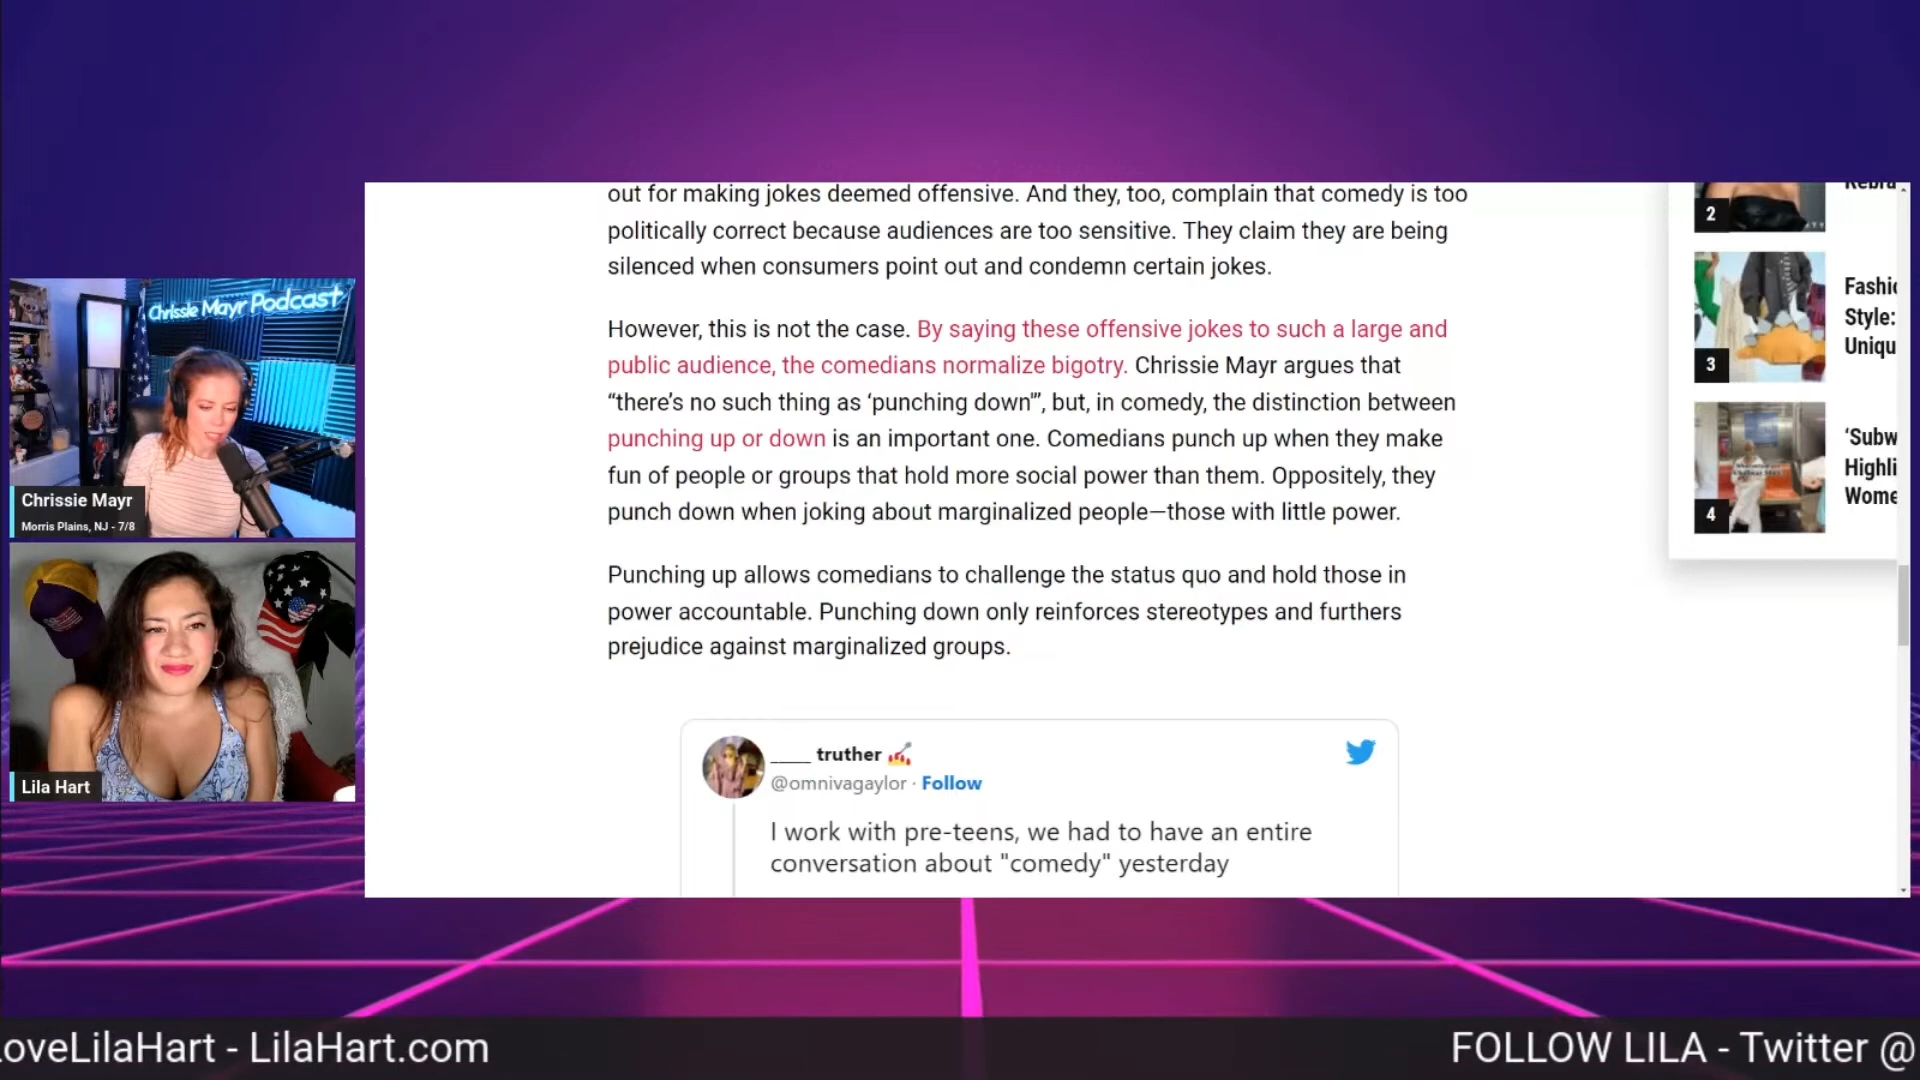 out for making jokes deemed offensive. And they, too, complain that comedy is too
politically correct because audiences are too sensitive. They claim they are being
silenced when consumers point out and condemn certain jokes.
However, this is not the case. By saying these offensive jokes to such a large and
public audience, the comedians normalize bigotry. Chrissie Mayr argues that
“there’s no such thing as ‘punching down’”, but, in comedy, the distinction between
punching up or down is an important one. Comedians punch up when they make
fun of people or groups that hold more social power than them. Oppositely, they
punch down when joking about marginalized people—those with little power.
Punching up allows comedians to challenge the status quo and hold those in
power accountable. Punching down only reinforces stereotypes and furthers
prejudice against marginalized groups.
____ truther
@omnivagaylor · Follow
I work with pre-teens, we had to have an entire
conversation about "comedy" yesterday
2
3
Fashio
Style:
Uniqu
4
‘Subw
Highli
Wome
Chrissie Mayr Podcast
Chrissie Mayr
Morris Plains, NJ - 7/8
Lila Hart
LoveLilaHart - LilaHart.com
FOLLOW LILA - Twitter @